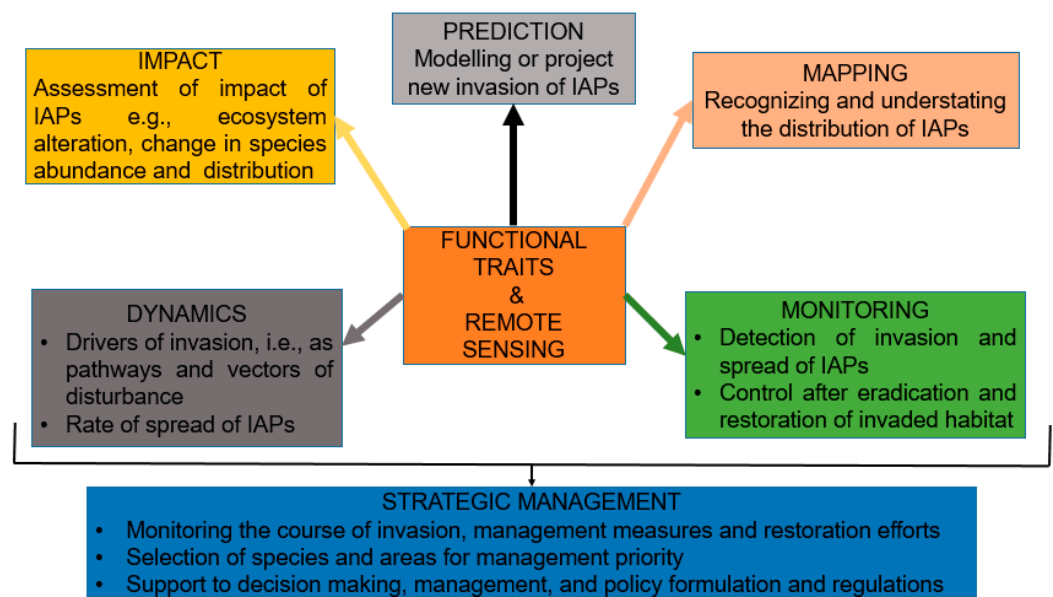 PREDICTION
Modelling or project
new invasion of IAPs
IMPACT
Assessment of impact of
IAPs e.g., ecosystem
alteration, change in species
abundance and distribution
MAPPING
Recognizing and understating
the distribution of IAPs
FUNCTIONAL
TRAITS
&
REMOTE
SENSING
DYNAMICS
• Drivers of invasion, i.e., as
pathways and vectors of
disturbance
• Rate of spread of IAPs
MONITORING
• Detection of invasion and
spread of IAPs
• Control after eradication and
restoration of invaded habitat
STRATEGIC MANAGEMENT
• Monitoring the course of invasion, management measures and restoration efforts
• Selection of species and areas for management priority
• Support to decision making, management, and policy formulation and regulations